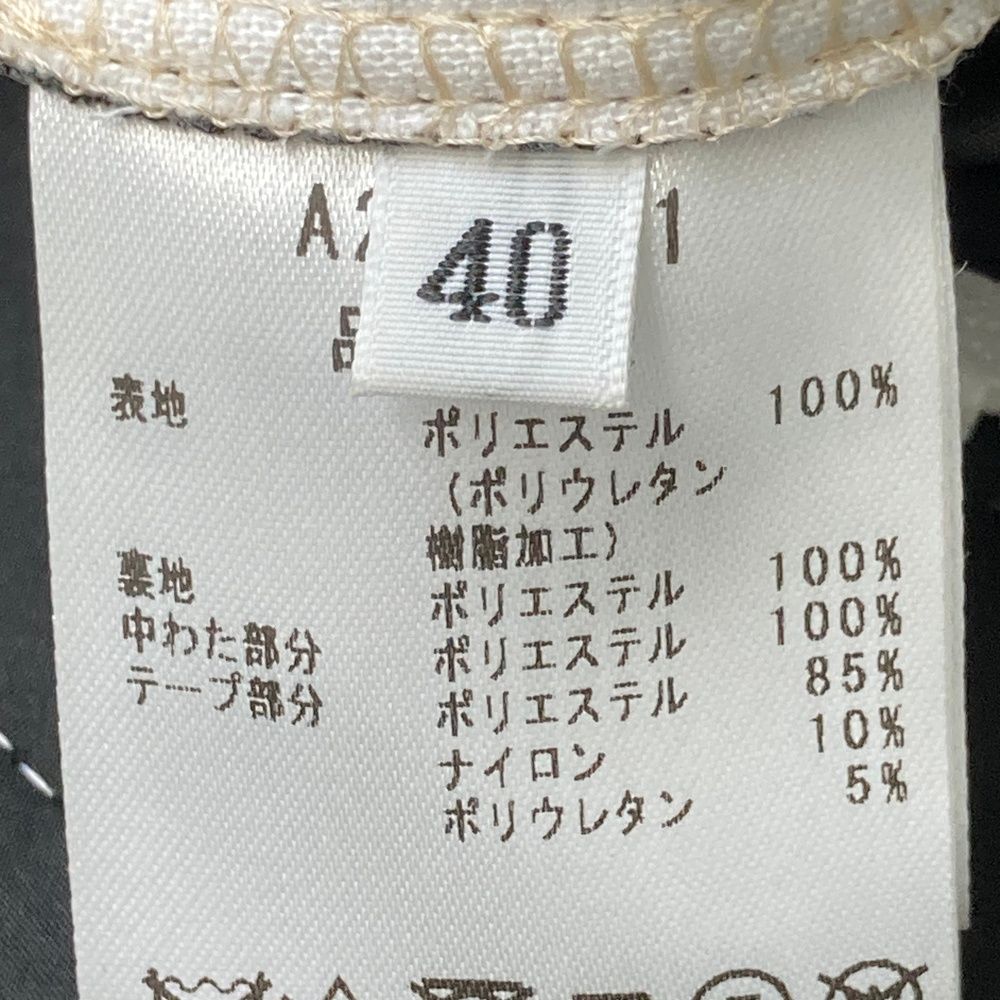 40
表地 ポリエステル 100%
(ポリウレタン
樹脂加工)
裏地 ポリエステル 100%
中わた部分 ポリエステル 100%
テープ部分 ポリエステル 85%
ナイロン 10%
ポリウレタン 5%